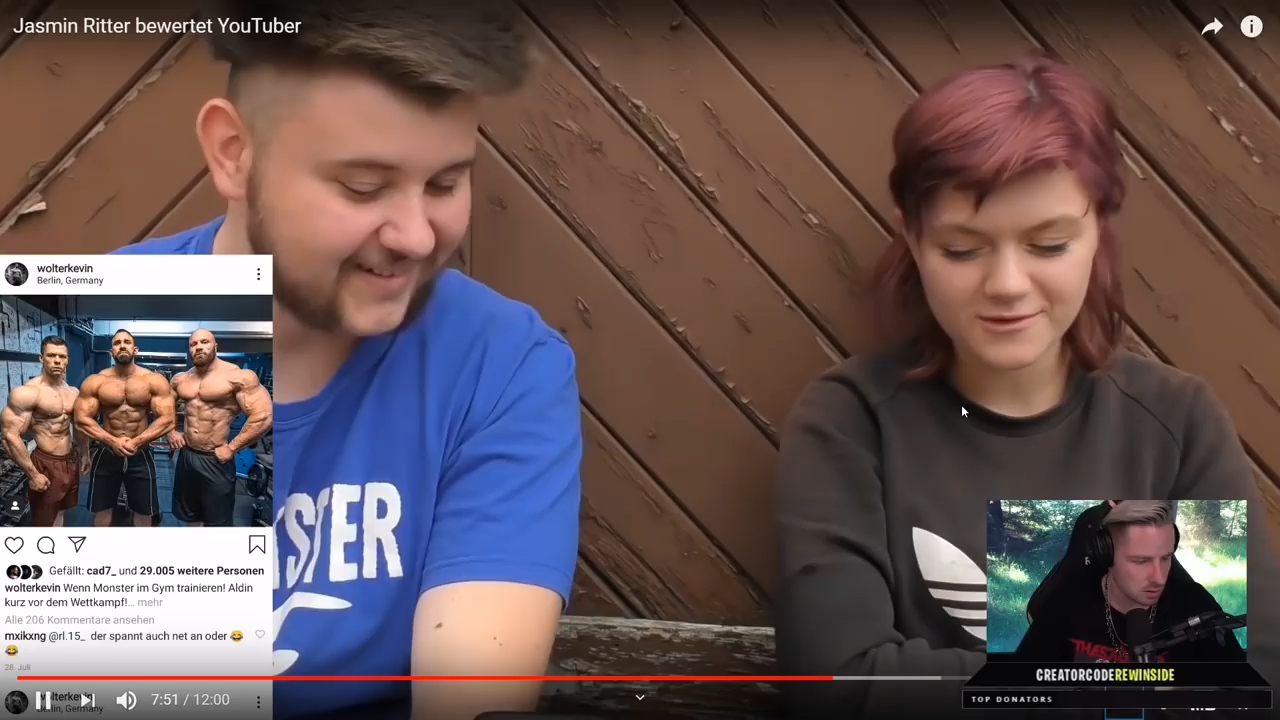 Jasmin Ritter bewertet YouTuber
wolterkevin
Berlin, Germany
Gefällt: cad7_ und 29.005 weitere Personen
wolterkevin Wenn Monster im Gym trainieren! Aldin
kurz vor dem Wettkampf!... mehr
Alle 206 Kommentare ansehen
mxikxng @rl.15_ der spannt auch net an oder 😂
😂
28. Juli
wolterkevin
Berlin, Germany
7:51 / 12:00
STER
CREATORCODEREWINSIDE
TOP DONATORS